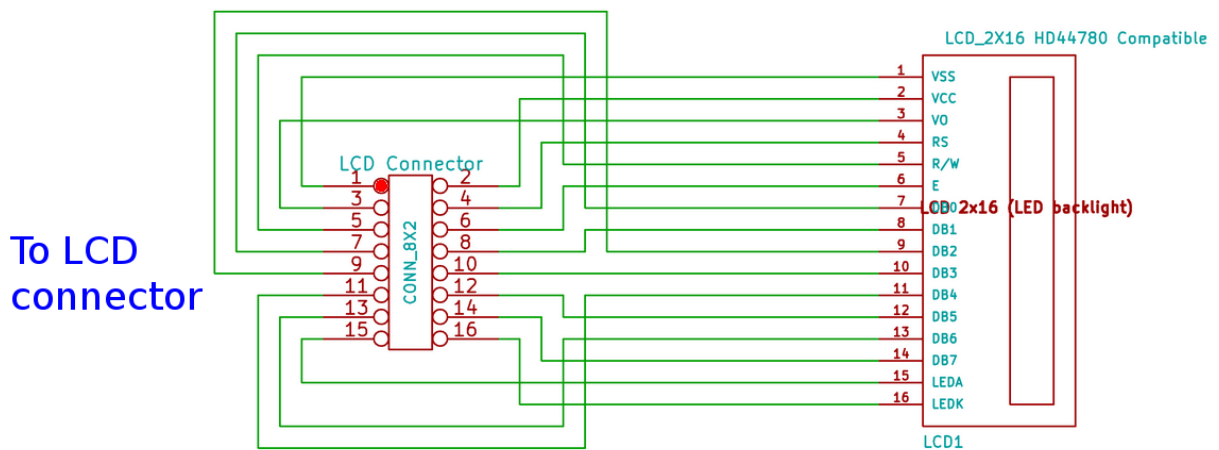 LCD_2X16 HD44780 Compatible
1 VSS
2 VCC
3 VO
4 RS
5 R/W
6 E
7
LCD 2x16 (LED backlight)
8 DB1
9 DB2
10 DB3
11 DB4
12 DB5
13 DB6
14 DB7
15 LEDA
16 LEDK
LCD1
LCD Connector
1 2
3 4
5 6
7 8
9 10
11 12
13 14
15 16
CONN_8X2
To LCD
connector